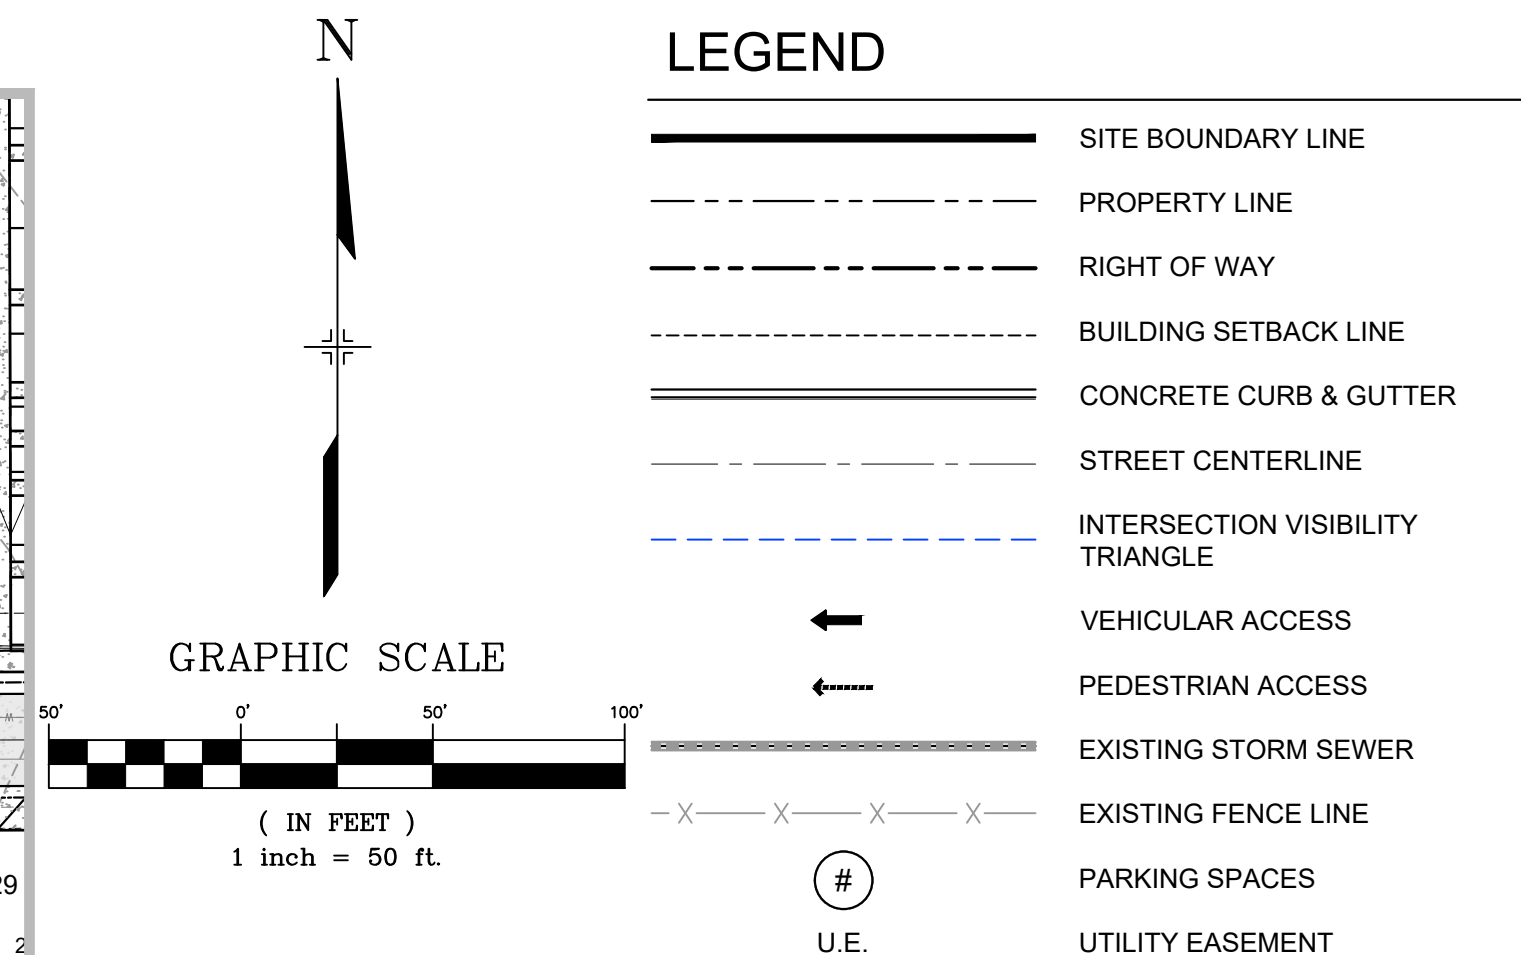 N
GRAPHIC SCALE
50' 0' 50' 100'
( IN FEET )
1 inch = 50 ft.
LEGEND
SITE BOUNDARY LINE
PROPERTY LINE
RIGHT OF WAY
BUILDING SETBACK LINE
CONCRETE CURB & GUTTER
STREET CENTERLINE
INTERSECTION VISIBILITY
TRIANGLE
VEHICULAR ACCESS
PEDESTRIAN ACCESS
EXISTING STORM SEWER
X X X X EXISTING FENCE LINE
# PARKING SPACES
U.E. UTILITY EASEMENT